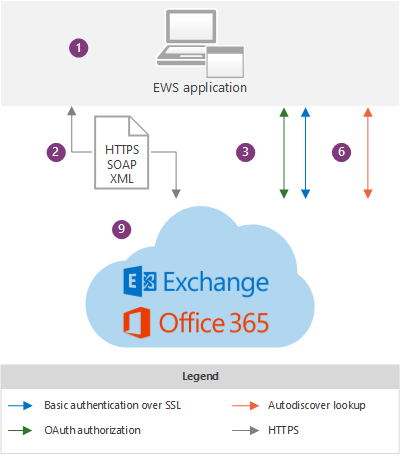 1
EWS application
2
HTTPS
SOAP
XML
3
6
9
Exchange
Office 365
Legend
Basic authentication over SSL
Autodiscover lookup
OAuth authorization
HTTPS